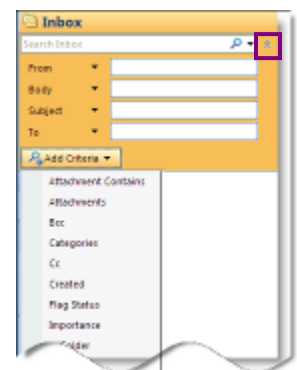 Inbox
Search Inbox
From
Body
Subject
To
Add Criteria
Attachment Contains
Attachments
Bcc
Categories
Cc
Created
Flag Status
Importance